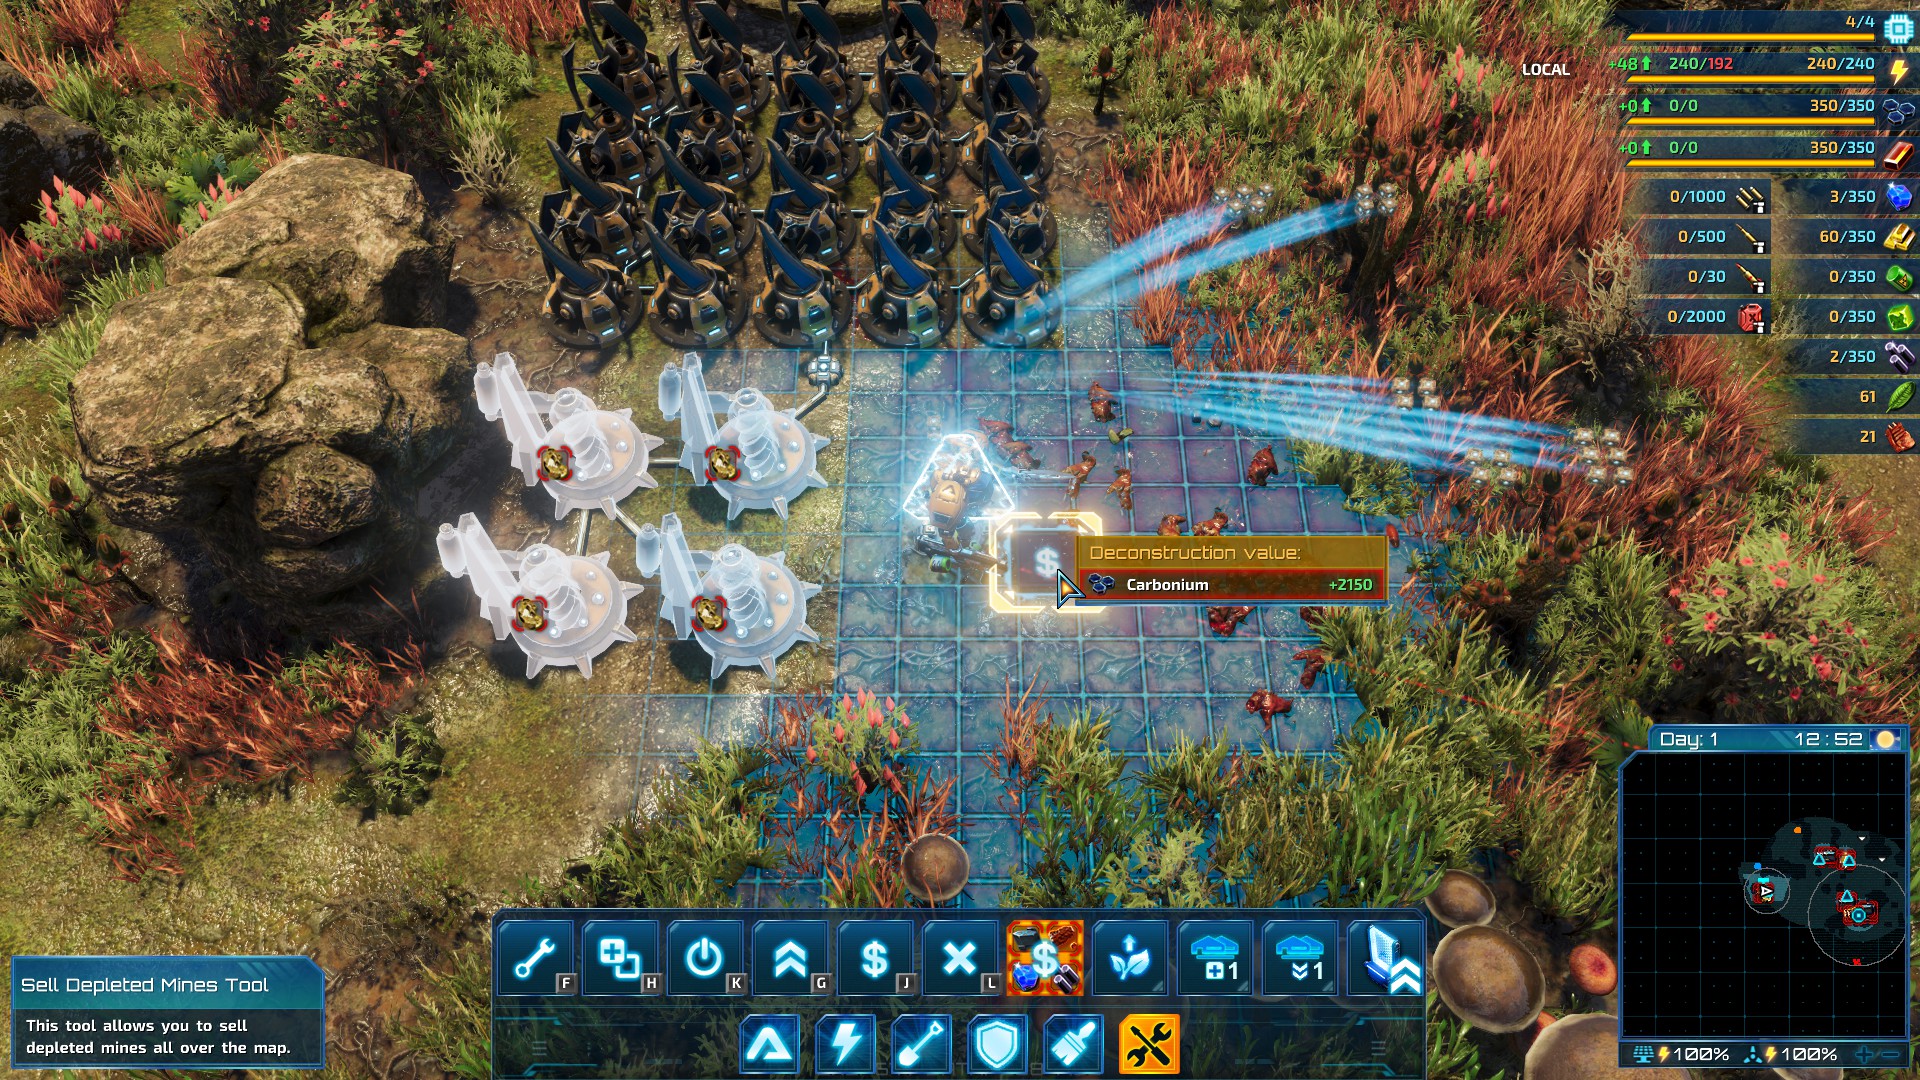 4/4
LOCAL
+48 240/192 240/240
+0 0/0 350/350
+0 0/0 350/350
0/1000 3/350
0/500 60/350
0/30 0/350
0/2000 0/350
2/350
61
21
$
Deconstruction value:
Carbonium +2150
Day: 1 12:52
F
H
K
G
$ J
L
$
1
1
Sell Depleted Mines Tool
This tool allows you to sell
depleted mines all over the map.
100% 100%